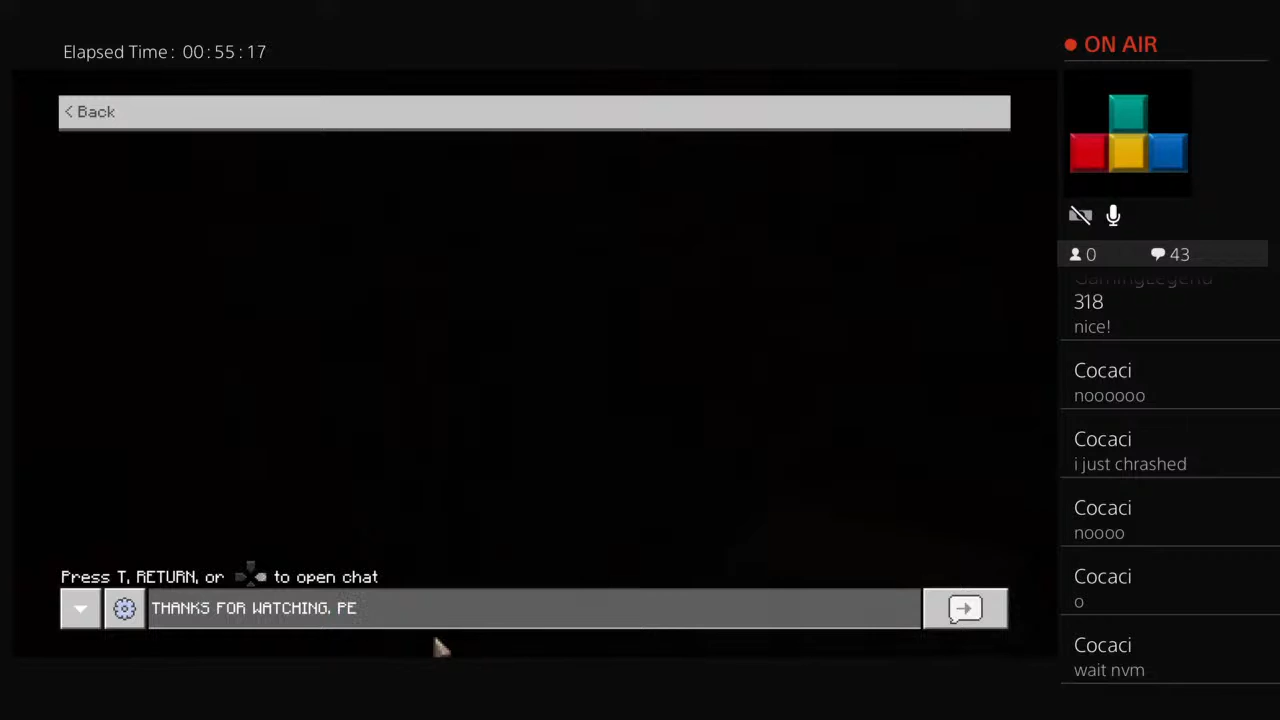 Elapsed Time: 00:55:17
ON AIR
< Back
0 43
GamingLegend
318
nice!
Cocaci
noooooo
Cocaci
i just chrashed
Cocaci
noooo
Cocaci
o
Cocaci
wait nvm
Press T, RETURN, or to open chat
THANKS FOR WATCHING. PE